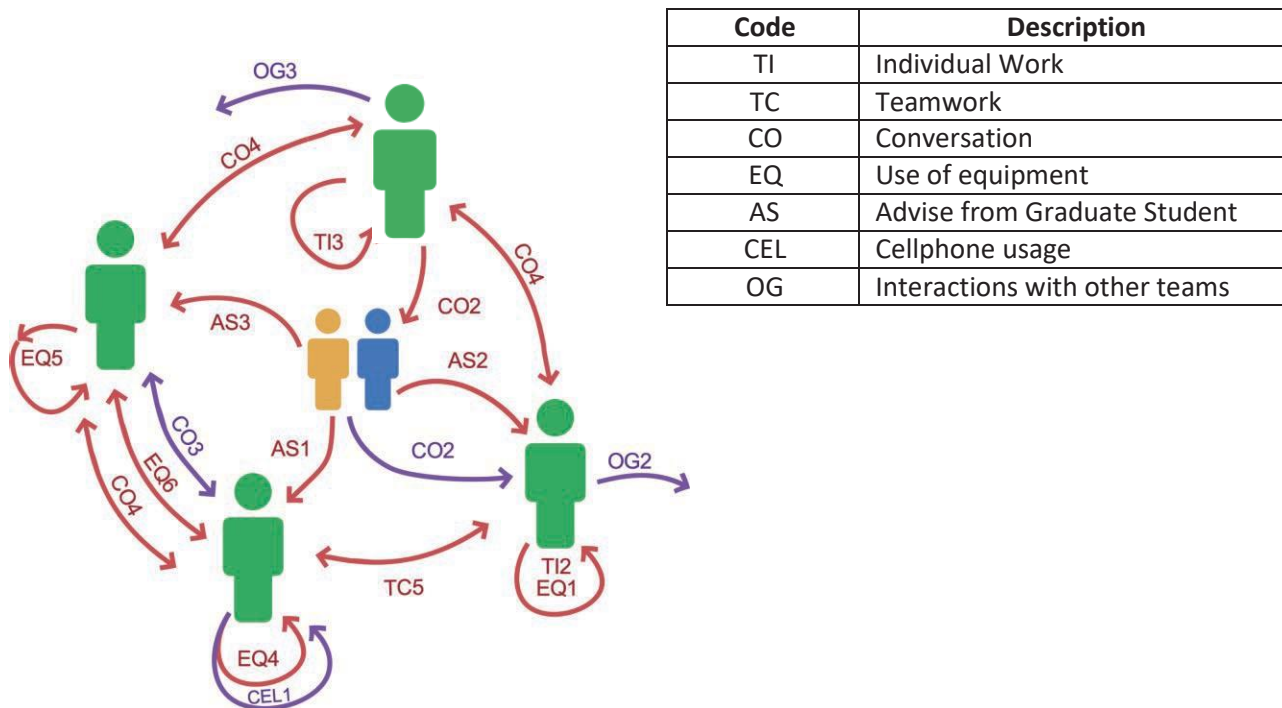 OG3
CO4
TI3
CO4
CO2
AS3
AS2
EQ5
CO3
AS1
CO2
OG2
EQ6
CO4
TC5
TI2
EQ1
EQ4
CEL1
Code Description
TI Individual Work
TC Teamwork
CO Conversation
EQ Use of equipment
AS Advise from Graduate Student
CEL Cellphone usage
OG Interactions with other teams